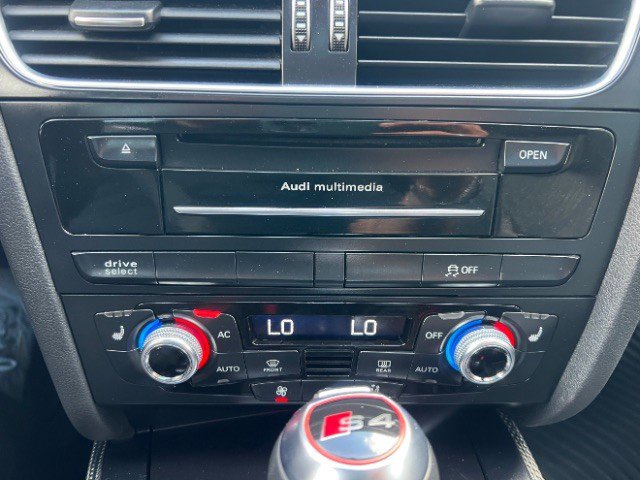 OPEN
Audi multimedia
drive
select
OFF
AC
LO LO
OFF
AUTO
FRONT
REAR
AUTO
S4